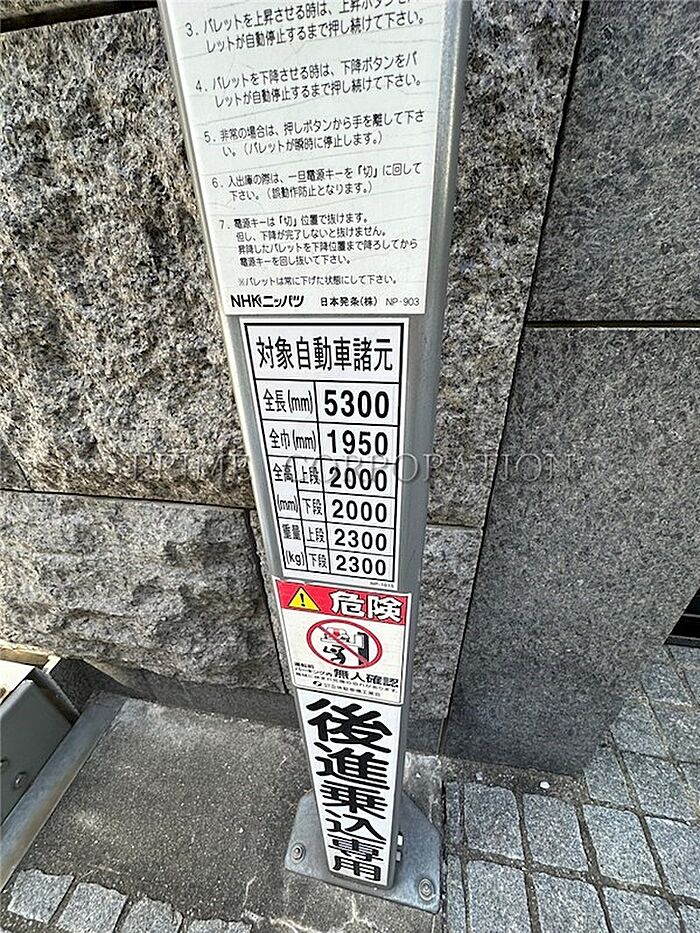 3. パレットを上昇させる時は、上昇ボタンをパ
レットが自動停止するまで押し続けて下さい。
4. パレットを下降させる時は、下降ボタンをパ
レットが自動停止するまで押し続けて下さい。
5. 非常の場合は、押しボタンから手を離して下さ
い。(パレットが瞬時に停止します。)
6. 入出庫の際は、一旦電源キーを「切」に回して
下さい。(誤動作防止となります。)
7. 電源キーは「切」位置で抜けます。
但し、下降が完了しないと抜けません。
昇降したパレットを下降位置まで降ろしてから
電源キーを回し抜いて下さい。
※パレットは常に下げた状態にして下さい。
NHKニッパツ 日本発条(株) NP-903
対象自動車諸元
全長(mm) 5300
全巾(mm) 1950
全高 上段 2000
(mm) 下段 2000
重量 上段 2300
(kg) 下段 2300
危険
運転前
パーキング内 無人確認
後進乗込専用
PRIME CORPORATION